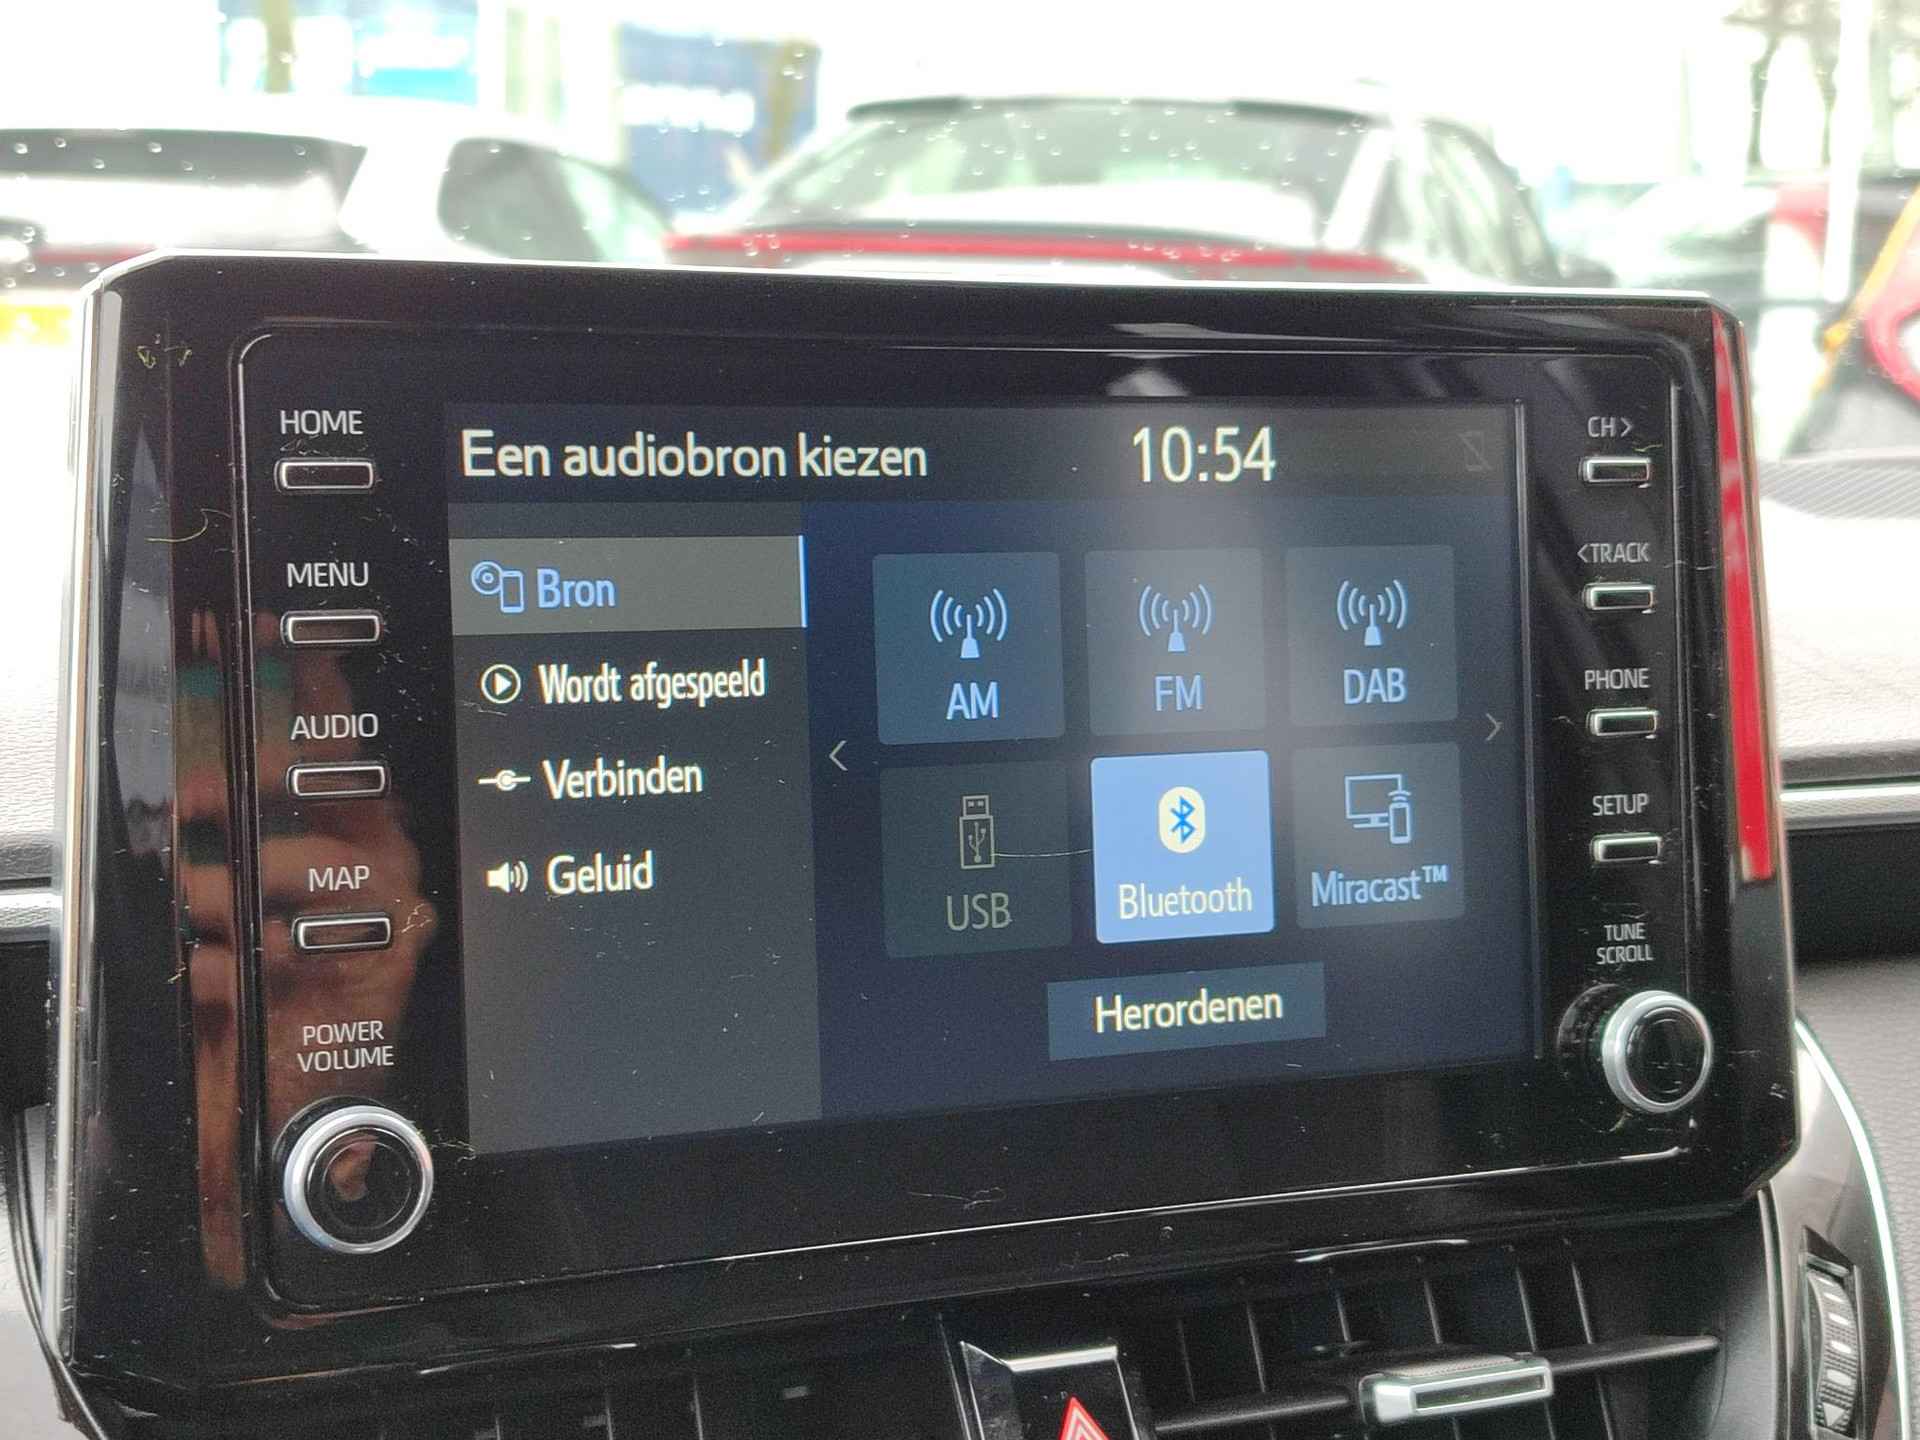 HOME
MENU
AUDIO
MAP
POWER
VOLUME
Een audiobron kiezen
10:54
Bron
Wordt afgespeeld
Verbinden
Geluid
AM
FM
DAB
USB
Bluetooth
Miracast™
Herordenen
CH>
<TRACK
PHONE
SETUP
TUNE
SCROLL